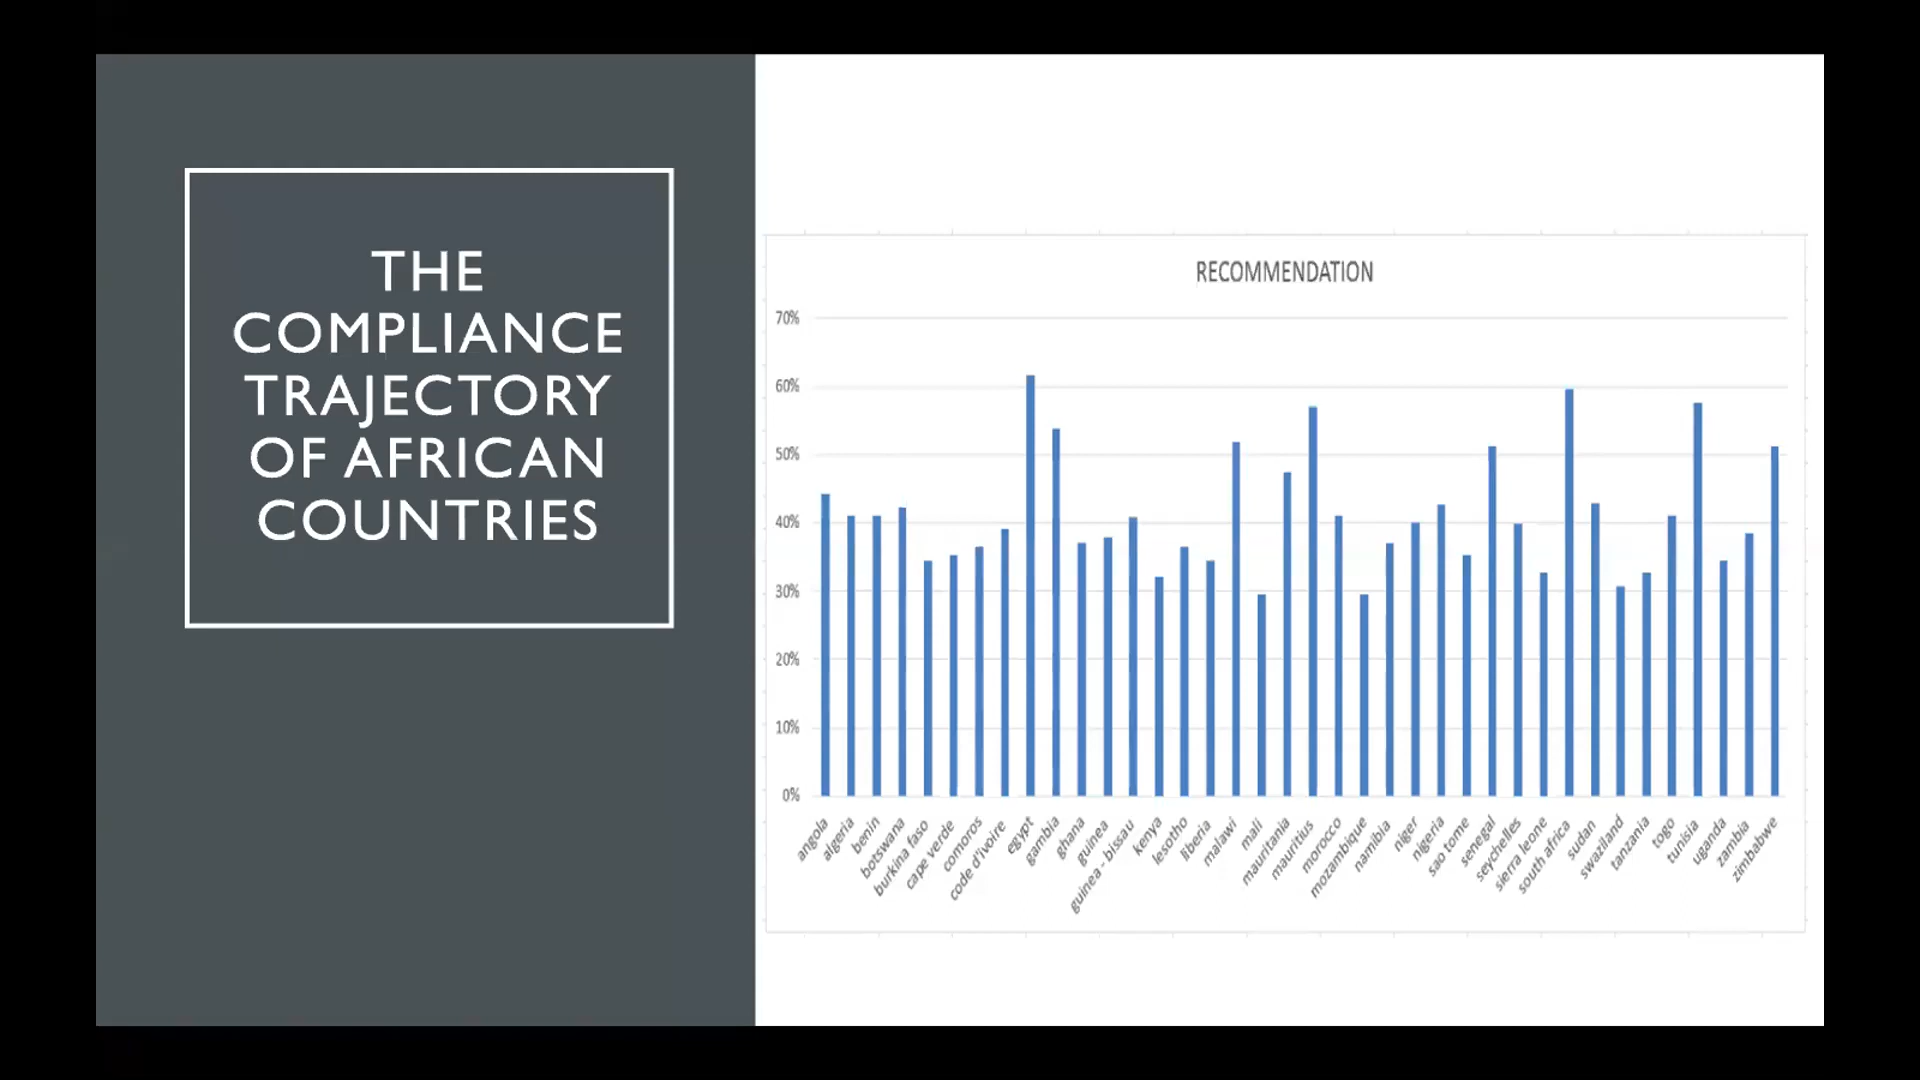 THE
COMPLIANCE
TRAJECTORY
OF AFRICAN
COUNTRIES
RECOMMENDATION
70%
60%
50%
40%
30%
20%
10%
0%
angola
algeria
benin
botswana
burkina faso
cape verde
comoros
code d'ivoire
egypt
gambia
ghana
guinea
guinea - bissau
kenya
lesotho
liberia
malawi
mali
mauritania
mauritius
morocco
mozambique
namibia
niger
nigeria
sao tome
senegal
seychelles
sierra leone
south africa
sudan
swaziland
tanzania
togo
tunisia
uganda
zambia
zimbabwe